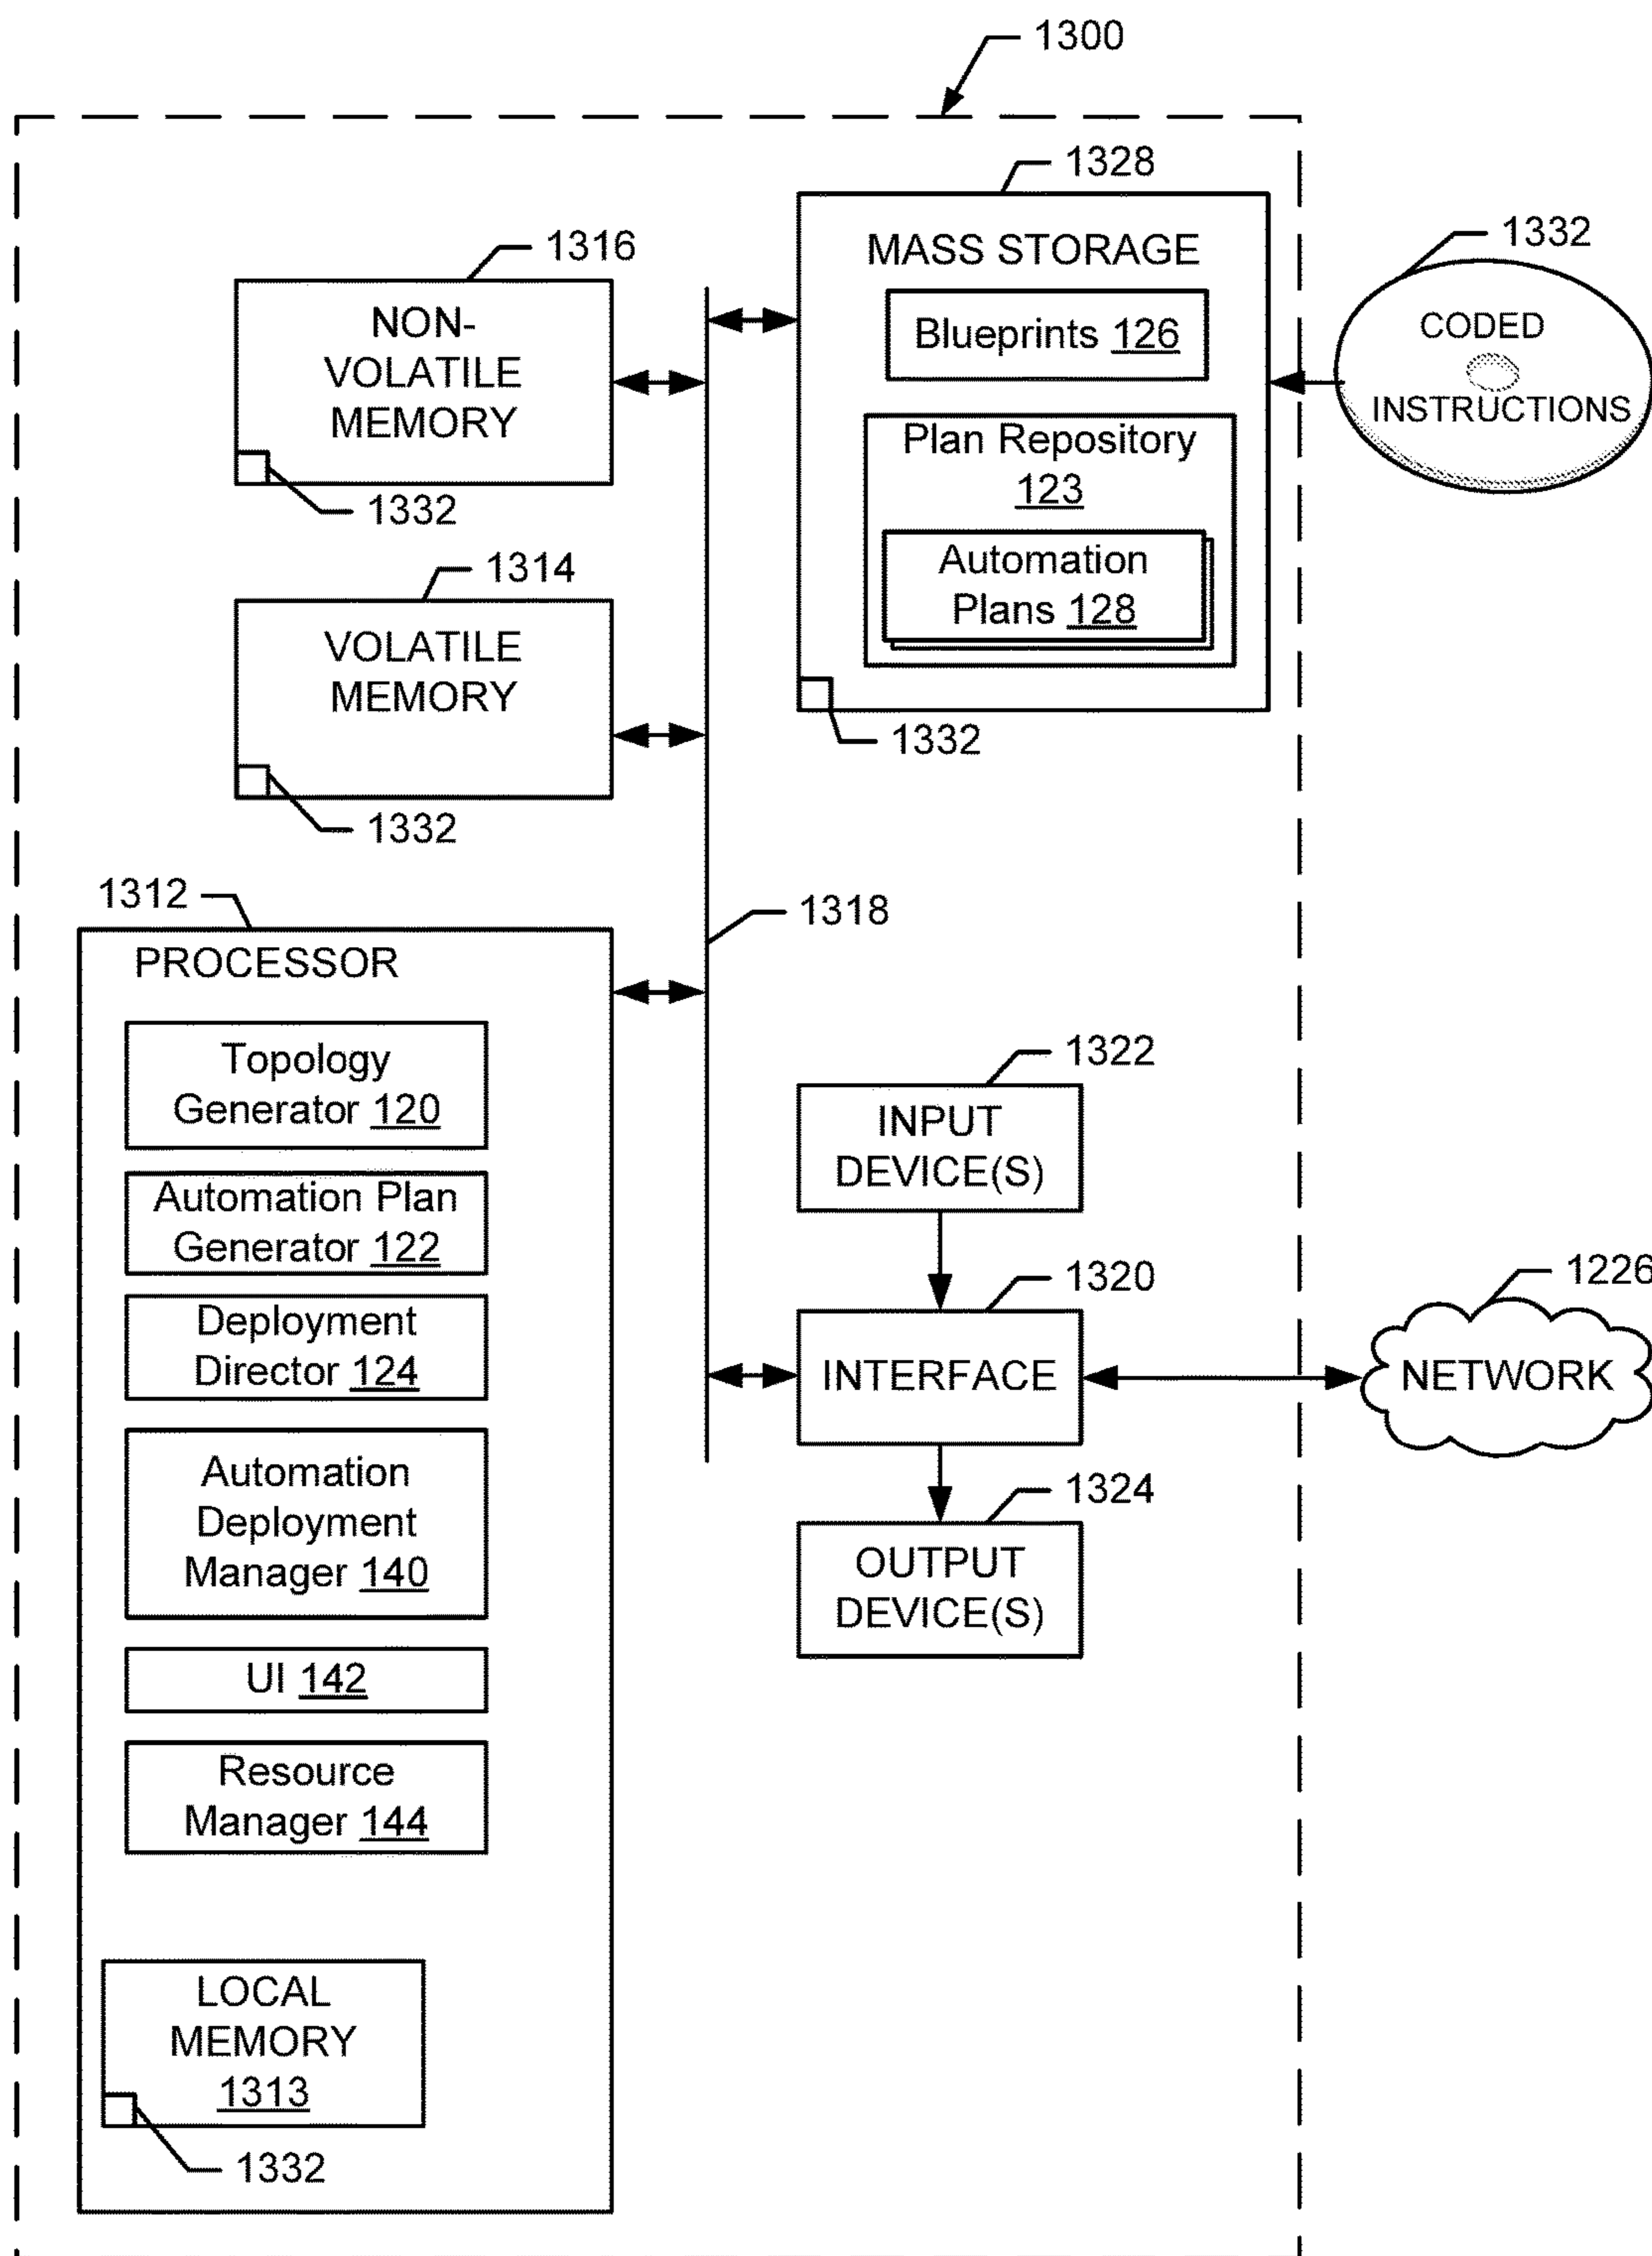 1300
1328
MASS STORAGE
Blueprints 126
Plan Repository
123
Automation
Plans 128
1332
1332
CODED
INSTRUCTIONS
1316
NON-
VOLATILE
MEMORY
1332
1314
VOLATILE
MEMORY
1332
1318
1312
PROCESSOR
Topology
Generator 120
Automation Plan
Generator 122
Deployment
Director 124
Automation
Deployment
Manager 140
UI 142
Resource
Manager 144
LOCAL
MEMORY
1313
1332
1322
INPUT
DEVICE(S)
1320
INTERFACE
1324
OUTPUT
DEVICE(S)
1226
NETWORK